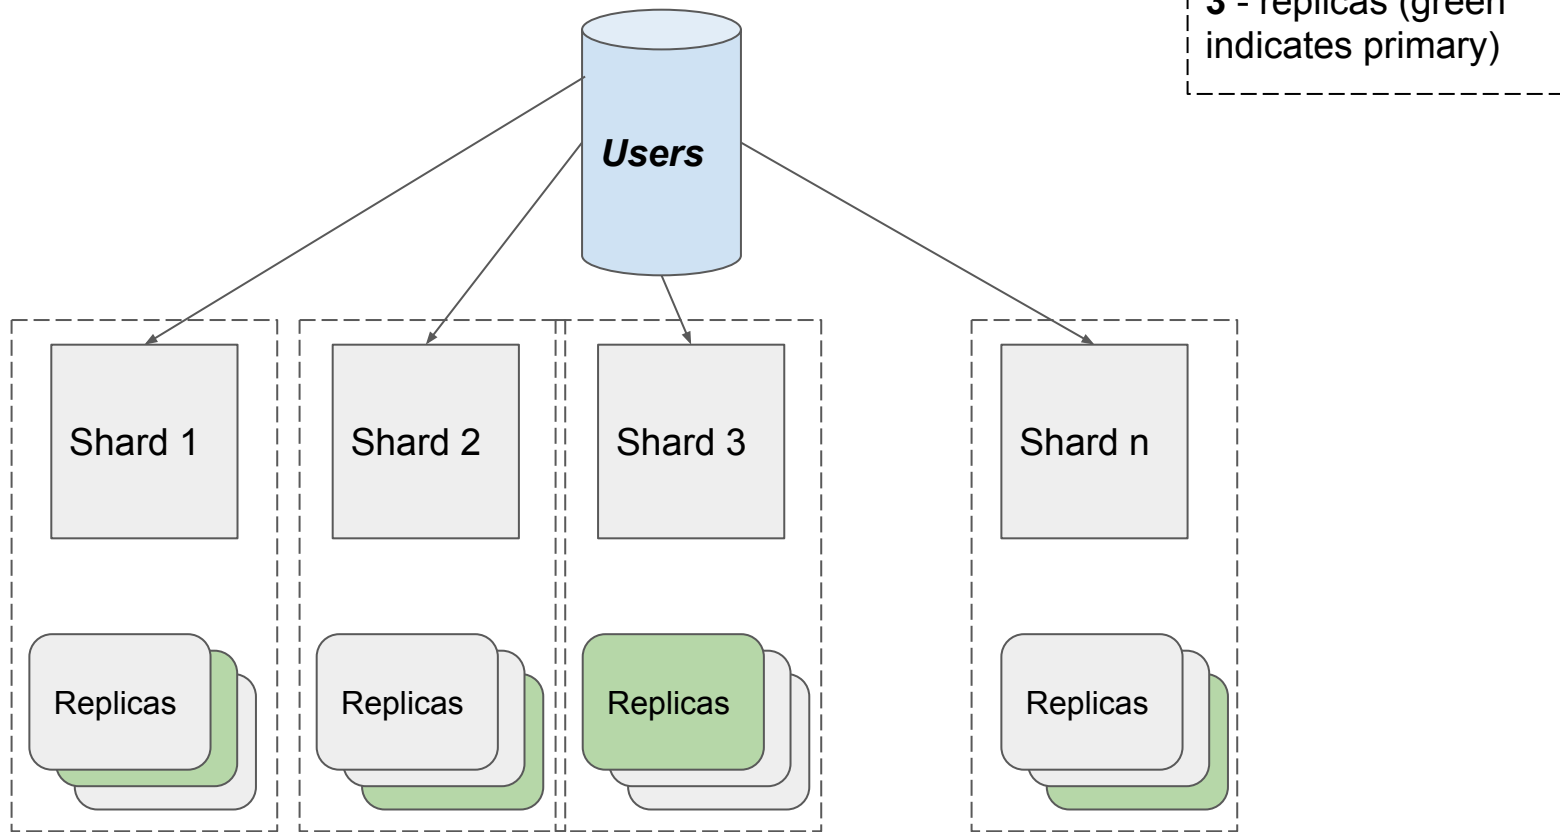 3 - replicas (green
indicates primary)
Users
Shard 1
Shard 2
Shard 3
Shard n
Replicas
Replicas
Replicas
Replicas